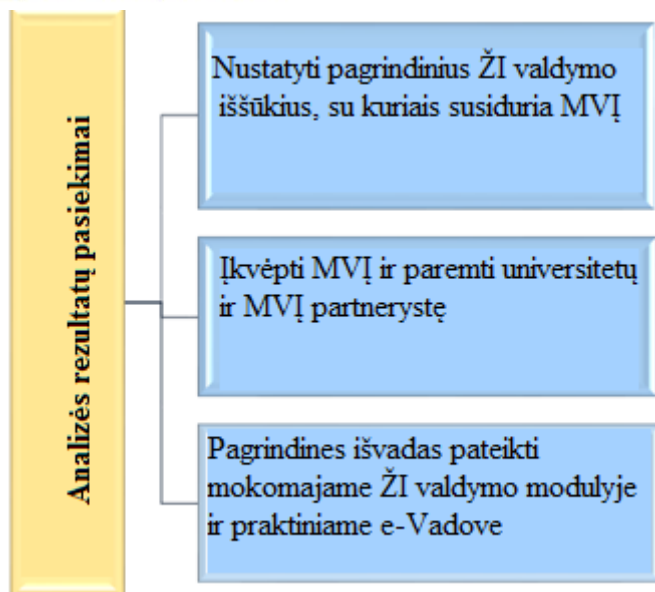 Analizės rezultatų pasiekimai
Nustatyti pagrindinius ŽI valdymo
iššūkius, su kuriais susiduria MVĮ
Įkvėpti MVĮ ir paremti universitetų
ir MVĮ partnerystę
Pagrindines išvadas pateikti
mokomajame ŽI valdymo modulyje
ir praktiniame e-Vadove